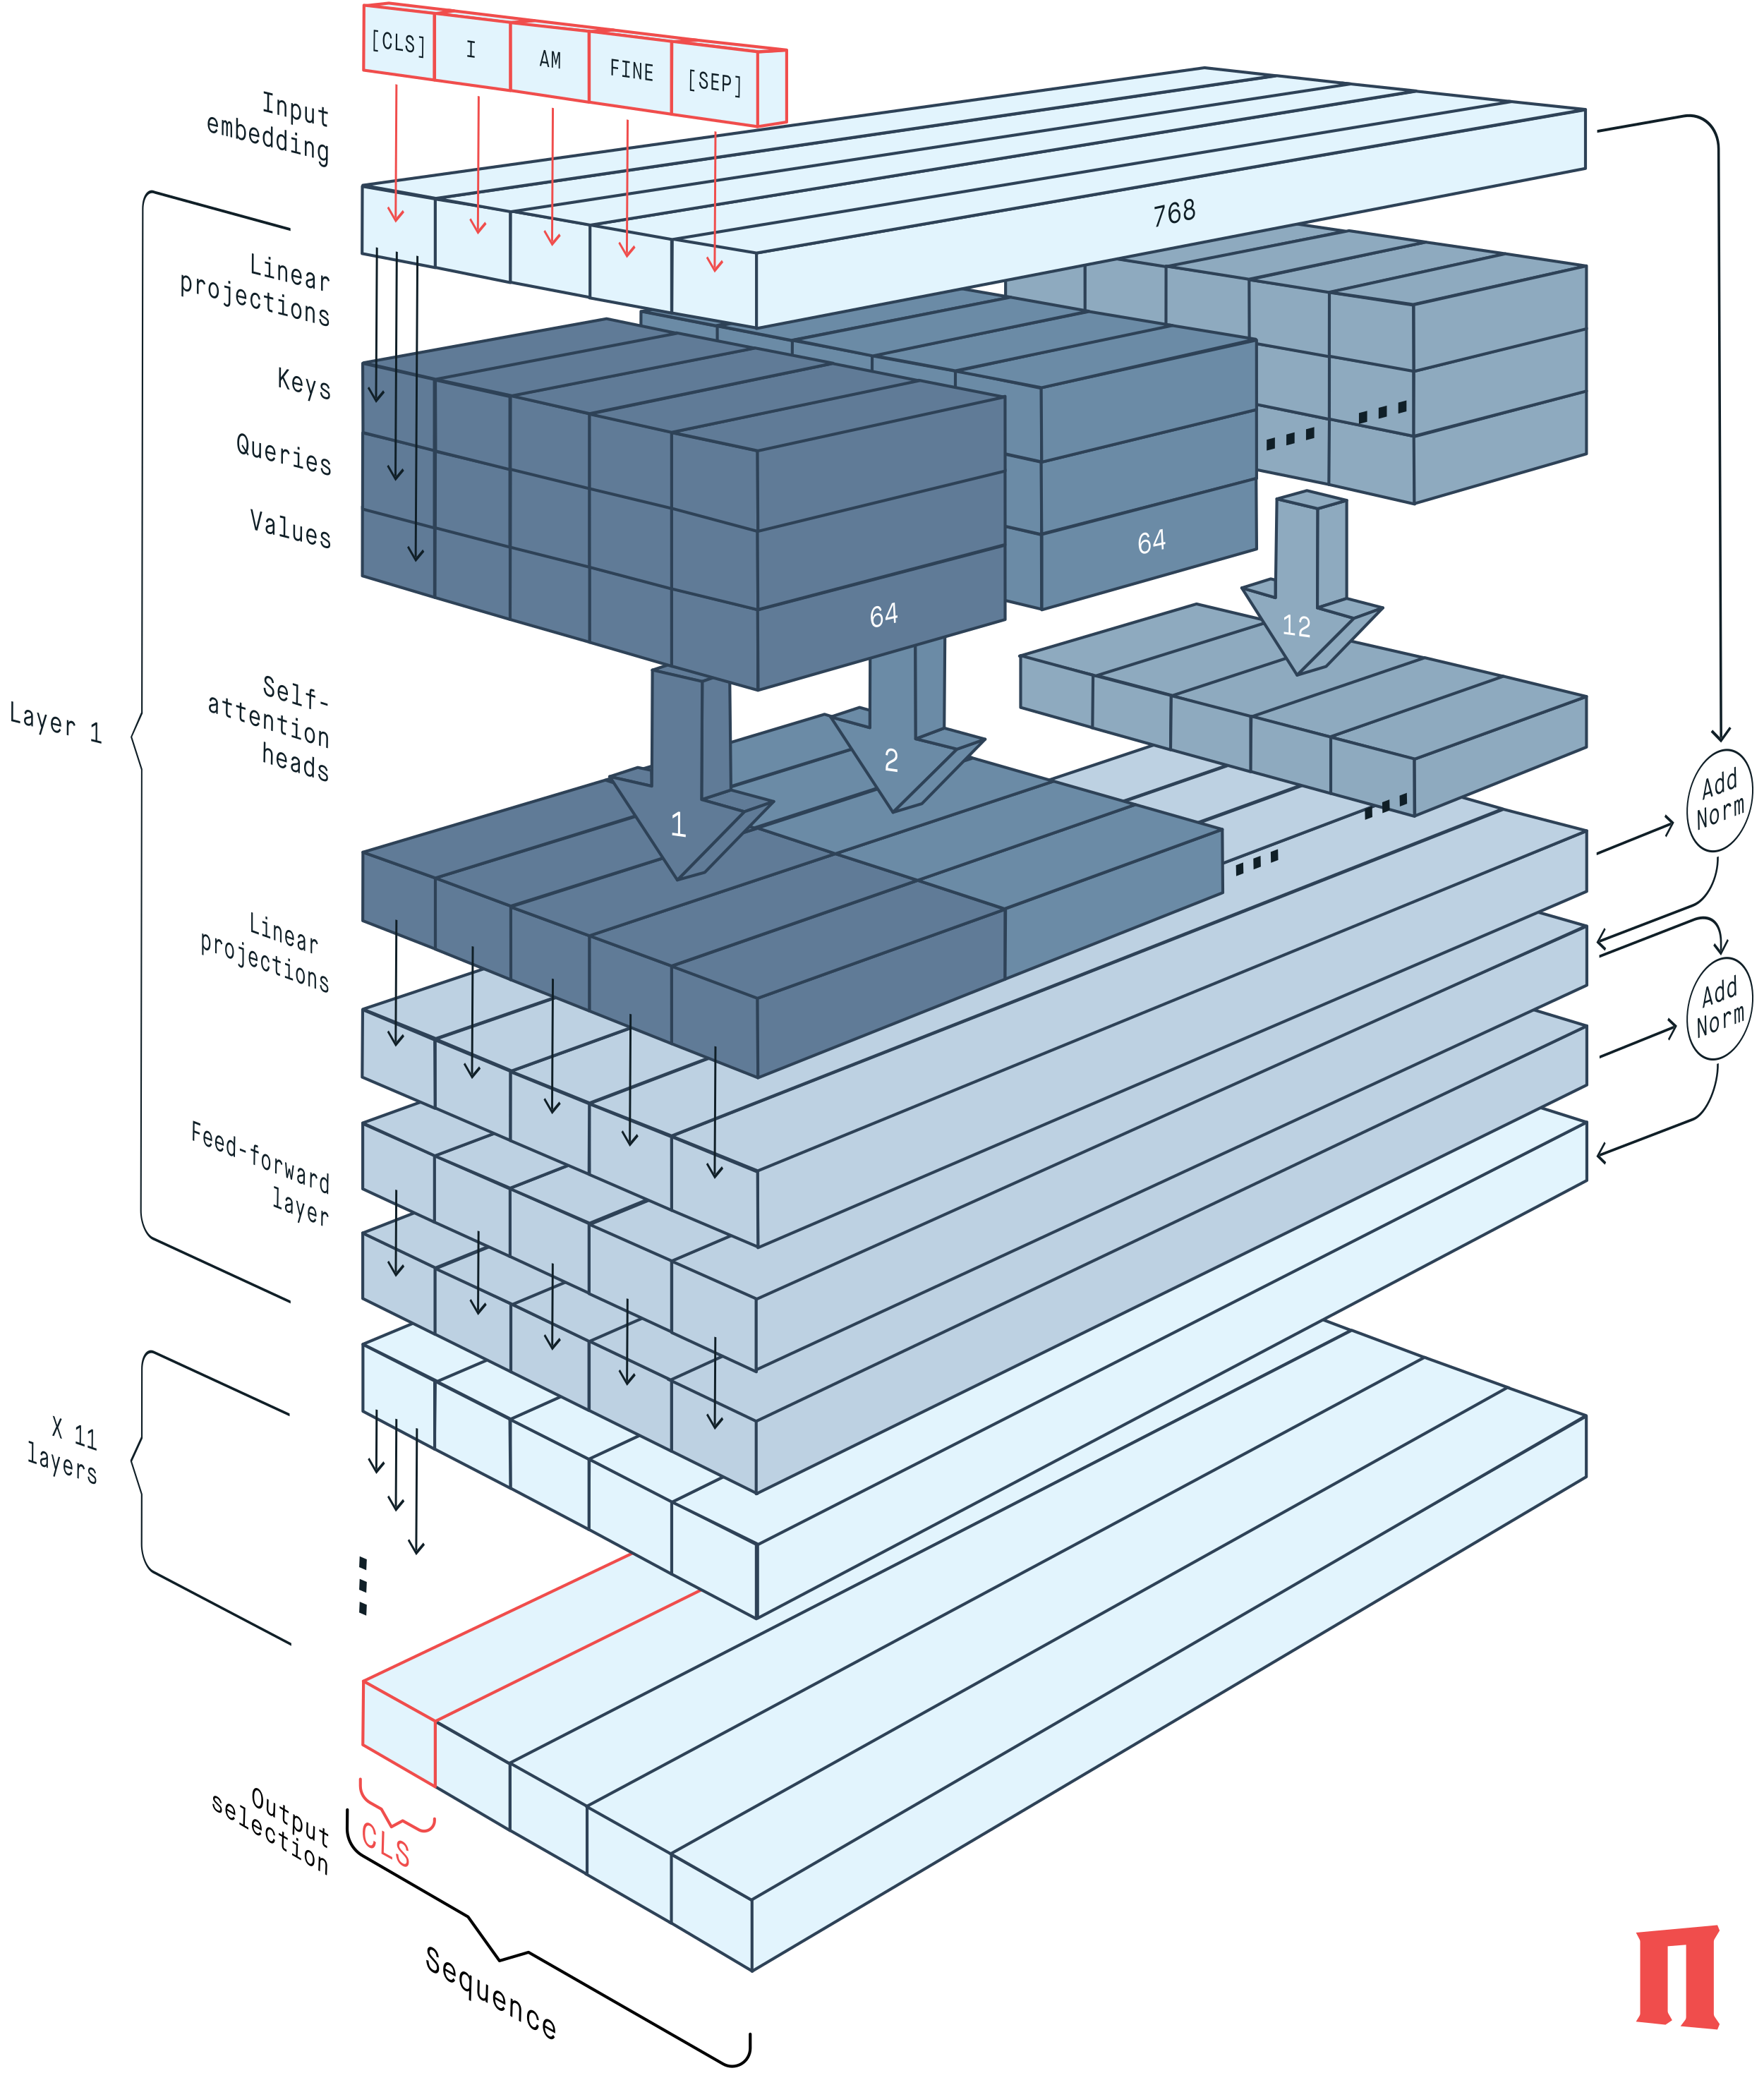 [CLS] I AM FINE [SEP]
Input
embedding
768
Linear
projections
Keys
Queries
Values
64
64
Layer 1
Self-
attention
heads
1
2
12
Add
Norm
Linear
projections
Add
Norm
Feed-forward
layer
X 11
layers
Output
selection
CLS
Sequence